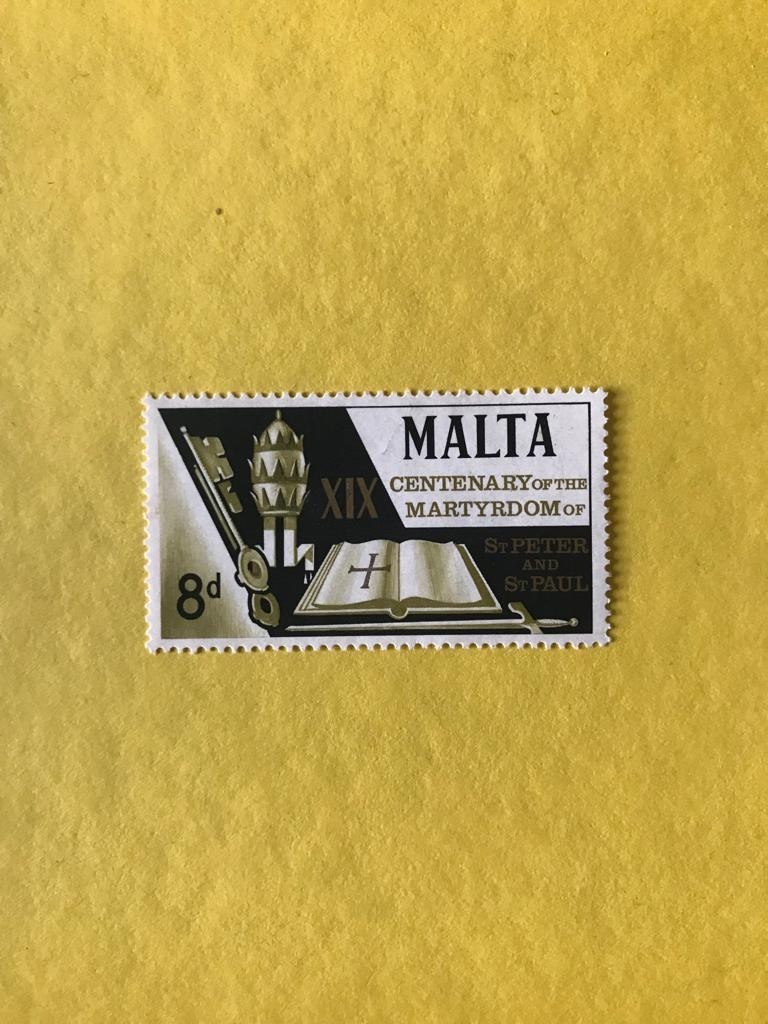 MALTA
XIX CENTENARY OF THE
MARTYRDOM OF
ST PETER
AND
ST PAUL
8d